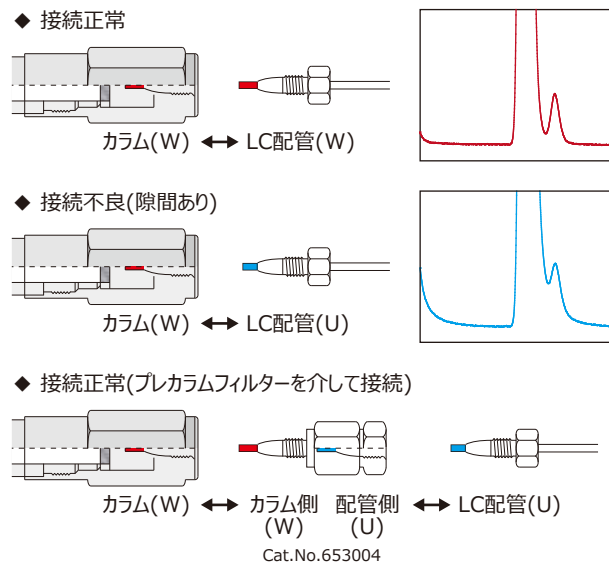 ◆ 接続正常
カラム(W) ↔ LC配管(W)
◆ 接続不良(隙間あり)
カラム(W) ↔ LC配管(U)
◆ 接続正常(プレカラムフィルターを介して接続)
カラム(W) ↔ カラム側 配管側 ↔ LC配管(U)
(W) (U)
Cat.No.653004